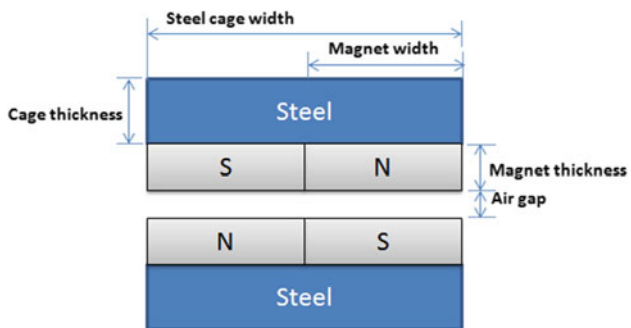 Steel cage width
Magnet width
Cage thickness
Steel
S N
Magnet thickness
Air gap
N S
Steel